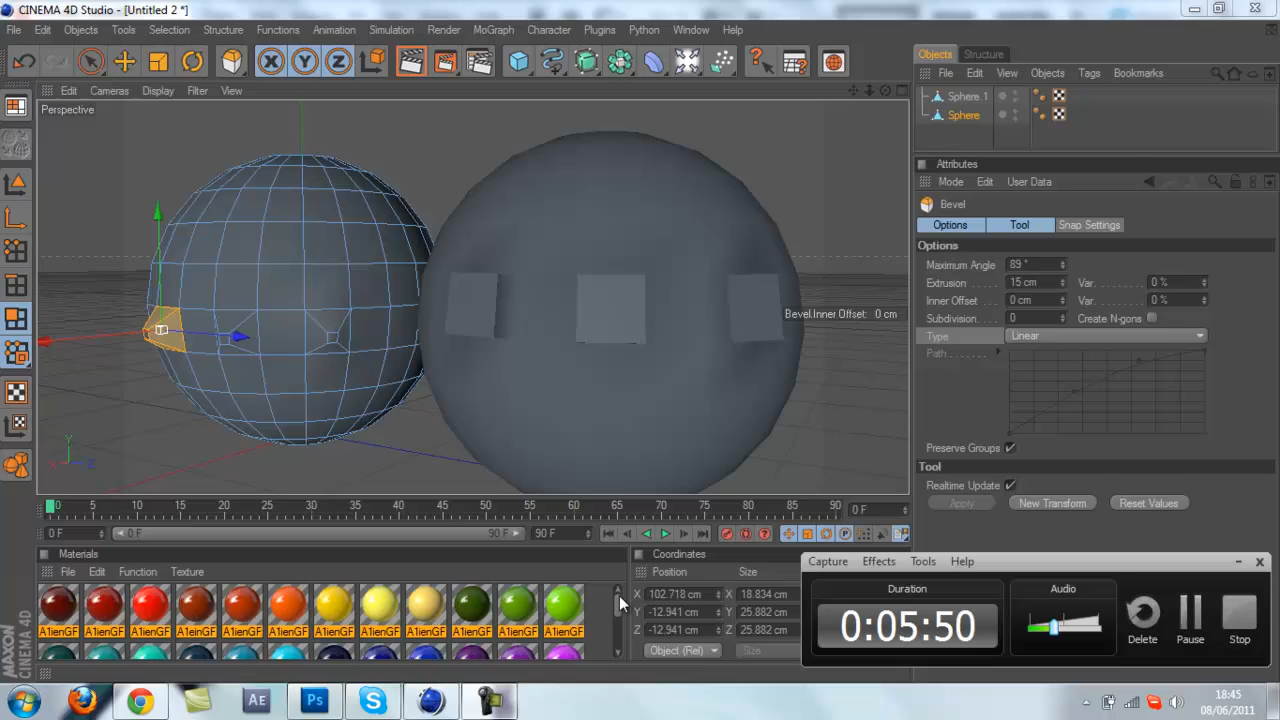 CINEMA 4D Studio - [Untitled 2 *]
File Edit Objects Tools Selection Structure Functions Animation Simulation Render MoGraph Character Plugins Python Window Help
X Y Z
Objects Structure
File Edit View Objects Tags Bookmarks
Edit Cameras Display Filter View
Perspective
Sphere.1
Sphere
Attributes
Mode Edit User Data
Bevel
Options Tool Snap Settings
Options
Maximum Angle 89 °
Extrusion 15 cm Var. 0 %
Inner Offset 0 cm Var. 0 %
Subdivision 0 Create N-gons
Type Linear
Path
Bevel.Inner Offset: 0 cm
Preserve Groups
Tool
Realtime Update
Apply New Transform Reset Values
Y
X Z
0 5 10 15 20 25 30 35 40 45 50 55 60 65 70 75 80 85 90 0 F
0 F 0 F 90 F 90 F
Materials
File Edit Function Texture
A1ienGF A1ienGF A1ienGF A1ienGF A1ienGF A1ienGF A1ienGF A1ienGF A1ienGF A1ienGF A1ienGF A1ienGF
Coordinates
Position Size
X 102.718 cm X 18.834 cm
Y -12.941 cm Y 25.882 cm
Z -12.941 cm Z 25.882 cm
Object (Rel) Size
Capture Effects Tools Help
Duration Audio
0:05:50
Delete Pause Stop
MAXON
CINEMA 4D
Ae Ps
18:45
08/06/2011